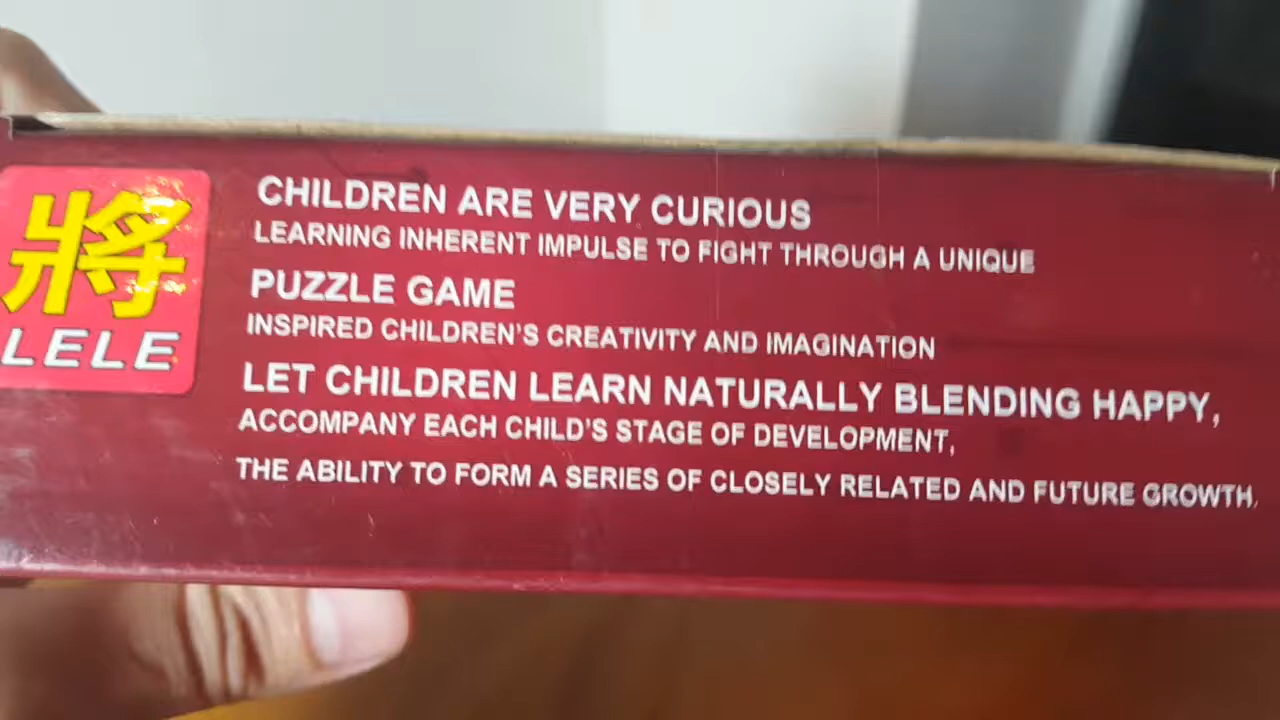 將
LELE
CHILDREN ARE VERY CURIOUS
LEARNING INHERENT IMPULSE TO FIGHT THROUGH A UNIQUE
PUZZLE GAME
INSPIRED CHILDREN'S CREATIVITY AND IMAGINATION
LET CHILDREN LEARN NATURALLY BLENDING HAPPY,
ACCOMPANY EACH CHILD'S STAGE OF DEVELOPMENT,
THE ABILITY TO FORM A SERIES OF CLOSELY RELATED AND FUTURE GROWTH.